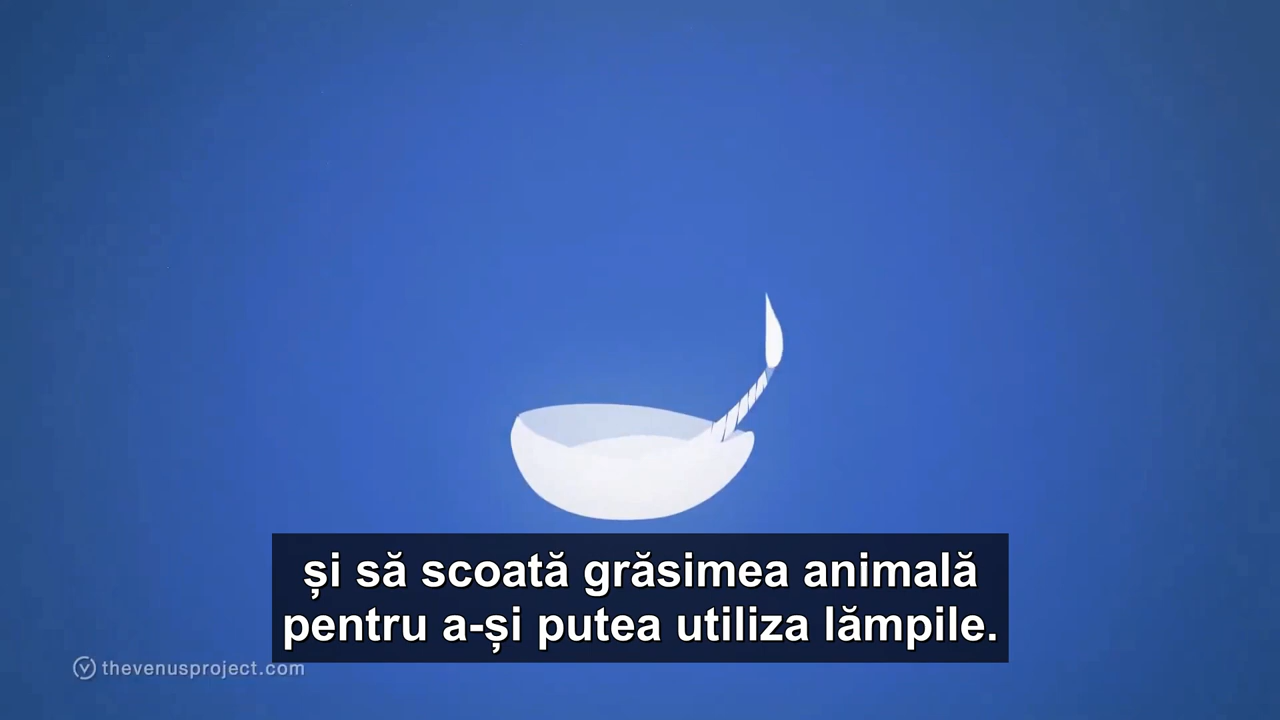 și să scoată grăsimea animală
pentru a-și putea utiliza lămpile.
thevenusproject.com